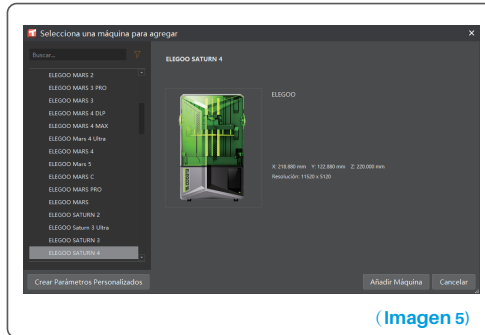 Selecciona una máquina para agregar
Buscar...
ELEGOO MARS 2
ELEGOO MARS 3 PRO
ELEGOO MARS 3
ELEGOO MARS 4 DLP
ELEGOO MARS 4 MAX
ELEGOO Mars 4 Ultra
ELEGOO MARS 4
ELEGOO Mars 5
ELEGOO MARS C
ELEGOO MARS PRO
ELEGOO MARS
ELEGOO SATURN 2
ELEGOO Saturn 3 Ultra
ELEGOO SATURN 3
ELEGOO SATURN 4
ELEGOO SATURN 4
ELEGOO
X: 218.880 mm Y: 122.880 mm Z: 220.000 mm
Resolución: 11520 x 5120
Crear Parámetros Personalizados
Añadir Máquina
Cancelar
(Imagen 5)